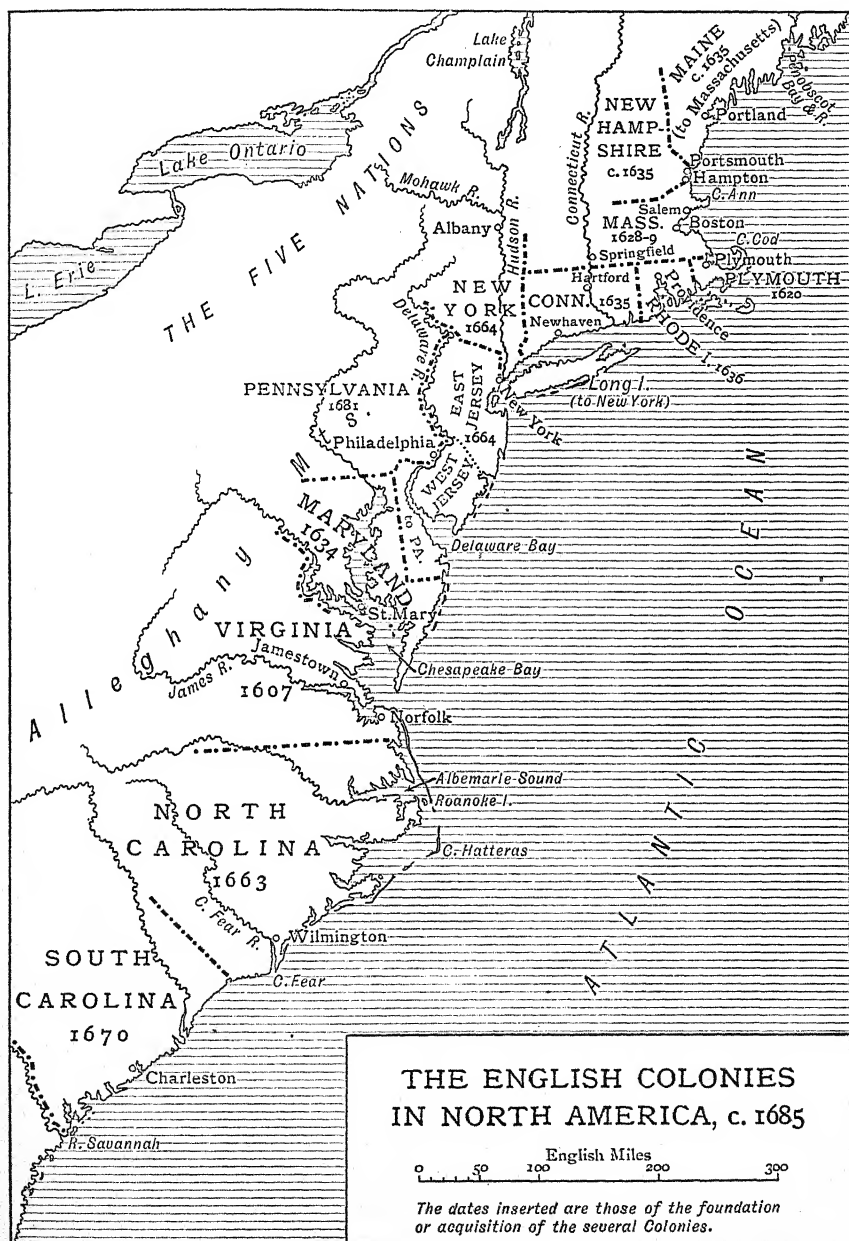 Lake
Champlain
MAINE
c. 1635
(to Massachusetts)
Penobscot
Bay & R.
NEW
HAMP-
SHIRE
c. 1635
Portland
Lake Ontario
Connecticut R.
Portsmouth
Hampton
C. Ann
Mohawk R.
Hudson R.
Albany
Salem
MASS.
1628-9
Boston
C. Cod
L. Erie
THE FIVE NATIONS
Springfield
Plymouth
PLYMOUTH
1620
Hartford
NEW
YORK
1664
CONN.
1635
Providence
RHODE I. 1636
Newhaven
Delaware R.
Long I.
(to New York)
New York
PENNSYLVANIA
1681
EAST
JERSEY
1664
Philadelphia
WEST
JERSEY
MARYLAND
1634
to PA.
Delaware Bay
Alleghany
M
S
St. Mary
VIRGINIA
1607
Jamestown
James R.
Chesapeake Bay
Norfolk
Albemarle Sound
Roanoke I.
NORTH
CAROLINA
1663
C. Hatteras
C. Fear R.
Wilmington
C. Fear
SOUTH
CAROLINA
1670
Charleston
R. Savannah
ATLANTIC
OCEAN
THE ENGLISH COLONIES
IN NORTH AMERICA, c. 1685
English Miles
0 50 100 200 300
The dates inserted are those of the foundation
or acquisition of the several Colonies.